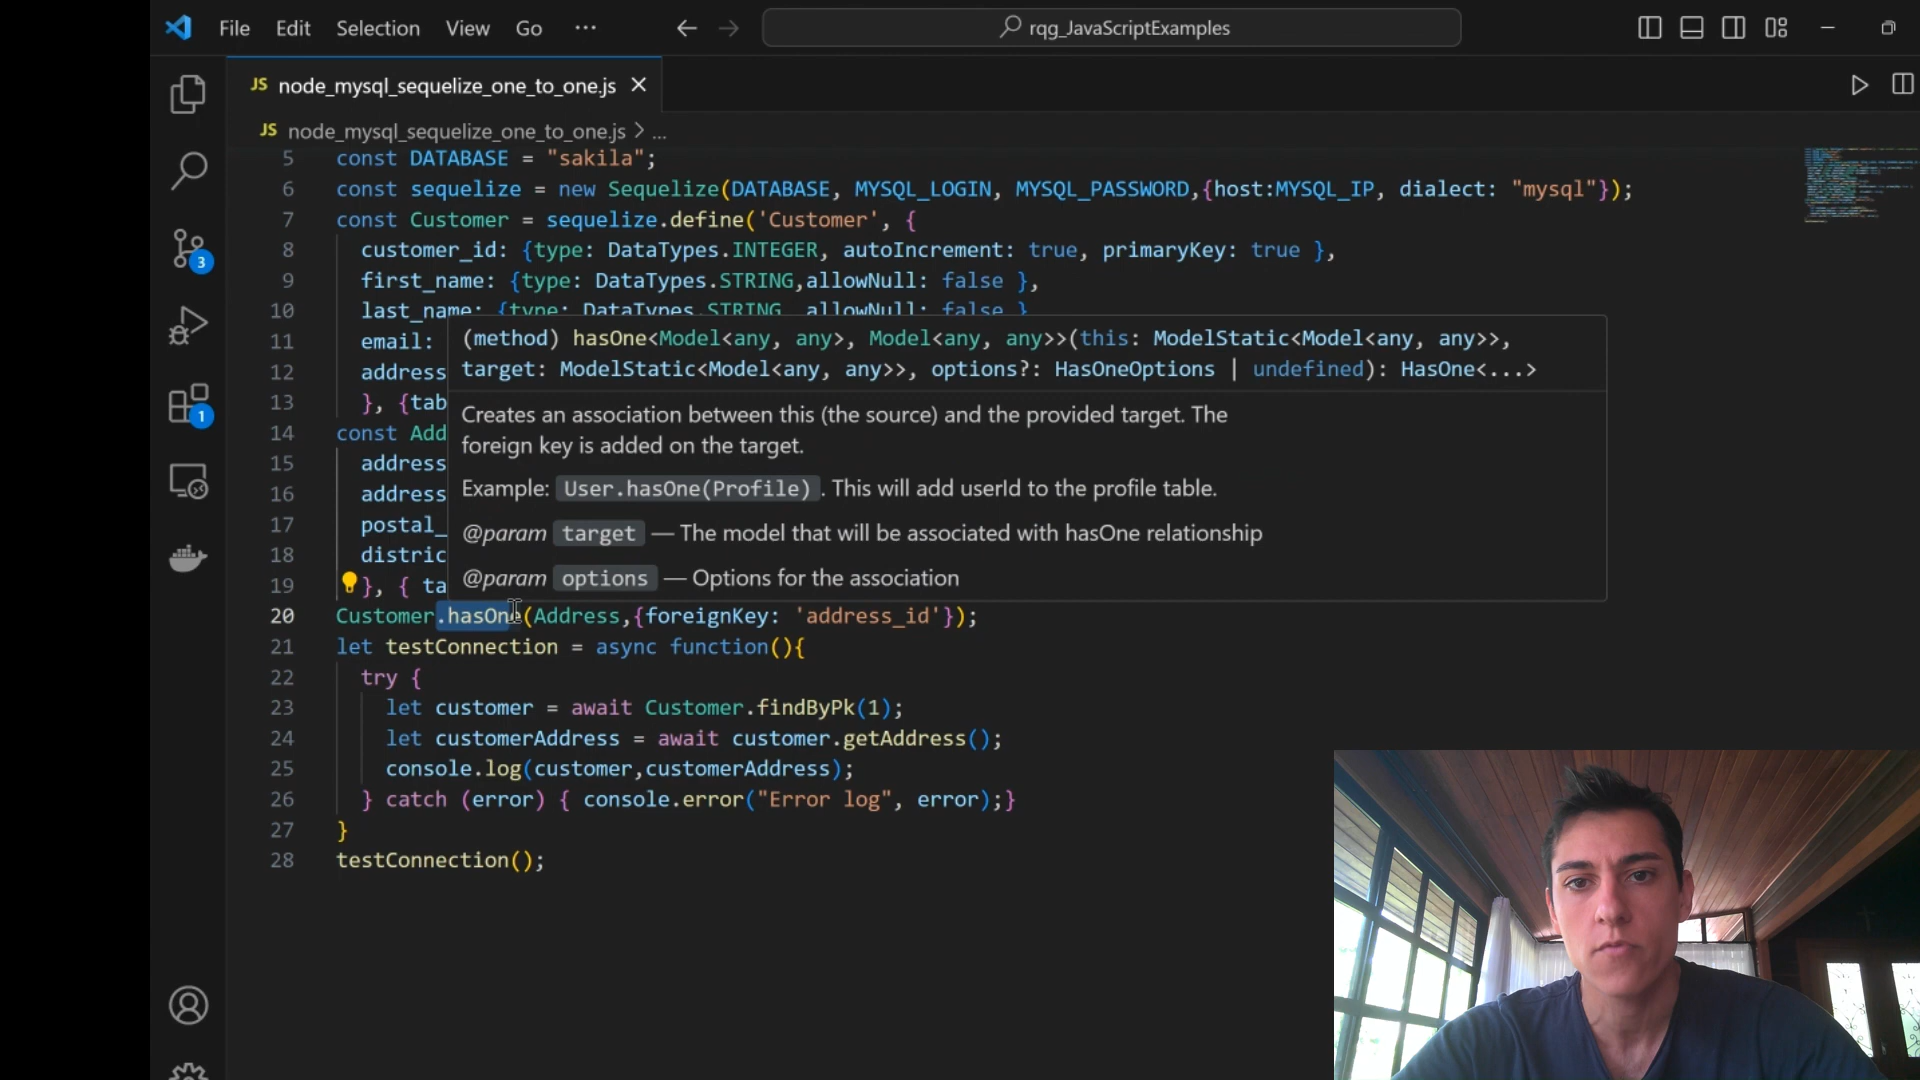 File Edit Selection View Go ··· rqg_JavaScriptExamples
JS node_mysql_sequelize_one_to_one.js
JS node_mysql_sequelize_one_to_one.js > ...
5 const DATABASE = "sakila";
6 const sequelize = new Sequelize(DATABASE, MYSQL_LOGIN, MYSQL_PASSWORD,{host:MYSQL_IP, dialect: "mysql"});
7 const Customer = sequelize.define('Customer', {
8 customer_id: {type: DataTypes.INTEGER, autoIncrement: true, primaryKey: true },
9 first_name: {type: DataTypes.STRING,allowNull: false },
10 last_name: {type: DataTypes.STRING, allowNull: false }
11 email:
12 address
13 }, {tab
14 const Add
15 address
16 address
17 postal_
18 distric
19 }, { ta
(method) hasOne<Model<any, any>, Model<any, any>>(this: ModelStatic<Model<any, any>>,
target: ModelStatic<Model<any, any>>, options?: HasOneOptions | undefined): HasOne<...>
Creates an association between this (the source) and the provided target. The
foreign key is added on the target.
Example: User.hasOne(Profile) . This will add userId to the profile table.
@param target — The model that will be associated with hasOne relationship
@param options — Options for the association
20 Customer.hasOne(Address,{foreignKey: 'address_id'});
21 let testConnection = async function(){
22 try {
23 let customer = await Customer.findByPk(1);
24 let customerAddress = await customer.getAddress();
25 console.log(customer,customerAddress);
26 } catch (error) { console.error("Error log", error);}
27 }
28 testConnection();
3
1